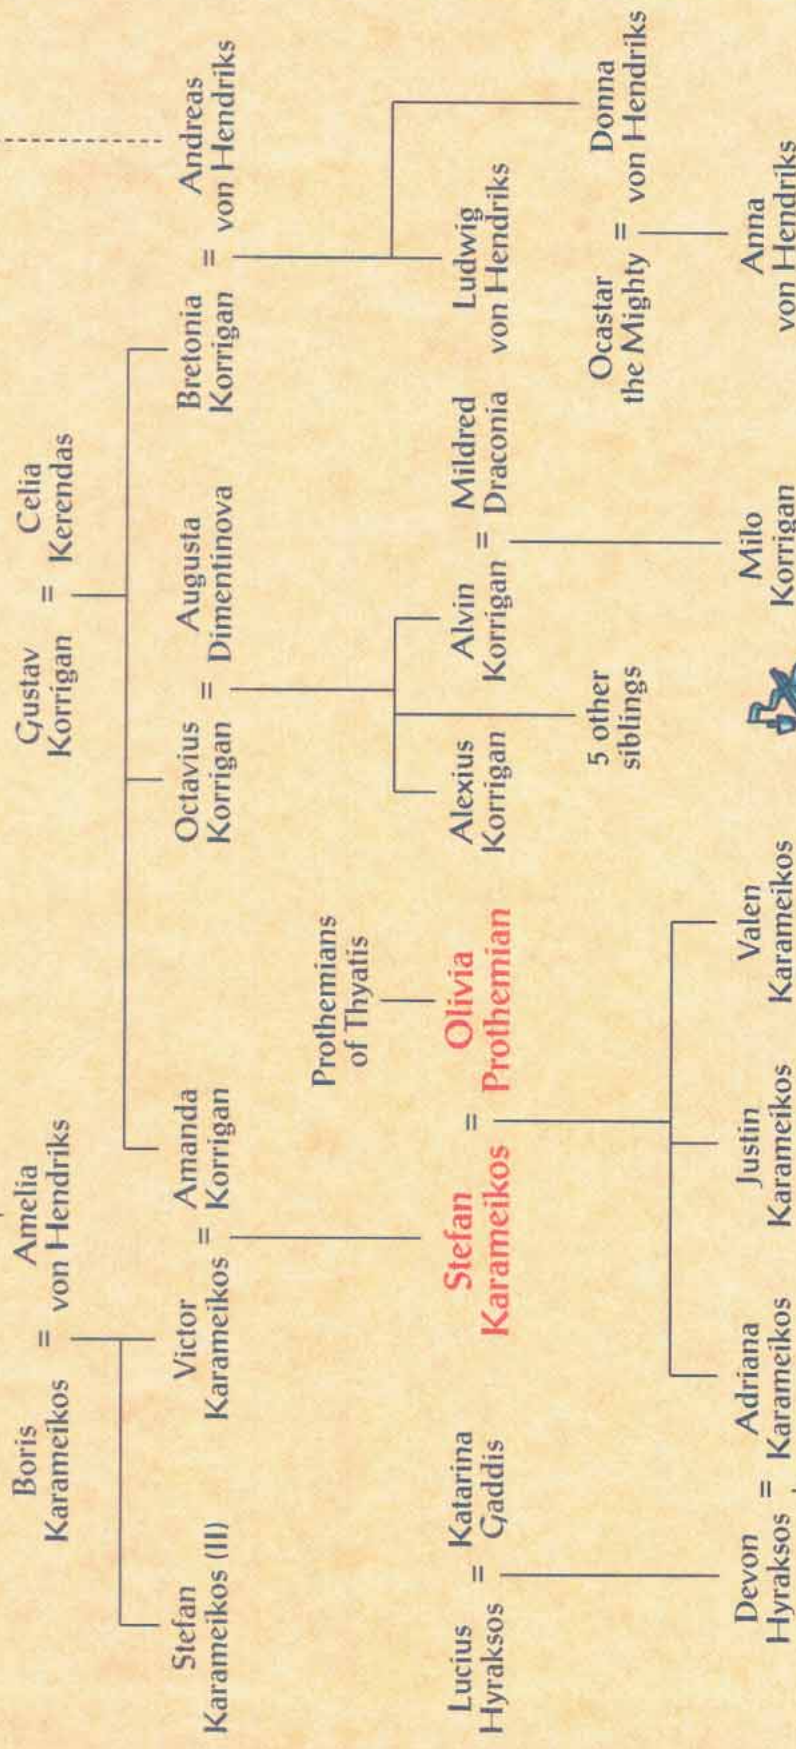 Boris
Karameikos
=
Amelia
von Hendriks
Gustav
Korrigan
=
Celia
Kerendas
Stefan
Karameikos (II)
Victor
Karameikos
=
Amanda
Korrigan
Octavius
Korrigan
=
Augusta
Dimentinova
Bretonia
Korrigan
=
Andreas
von Hendriks
Prothemians
of Thyatis
Lucius
Hyraksos
=
Katarina
Gaddis
Stefan
Karameikos
=
Olivia
Prothemian
Alexius
Korrigan
Alvin
Korrigan
=
Mildred
Draconia
Ludwig
von Hendriks
5 other
siblings
Ocastar
the Mighty
=
Donna
von Hendriks
Devon
Hyraksos
=
Adriana
Karameikos
Justin
Karameikos
Valen
Karameikos
Milo
Korrigan
Anna
von Hendriks